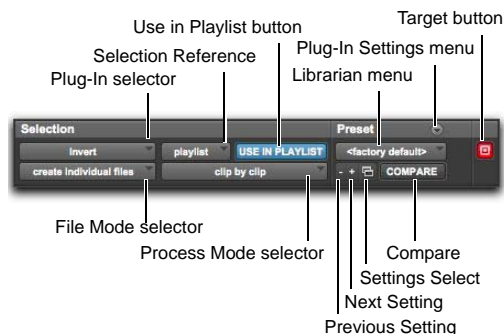 Use in Playlist button
Target button
Selection Reference
Plug-In Settings menu
Plug-In selector
Librarian menu
Selection
Preset
Invert
playlist
USE IN PLAYLIST
<factory default>
create individual files
clip by clip
- +
COMPARE
File Mode selector
Process Mode selector
Compare
Settings Select
Next Setting
Previous Setting